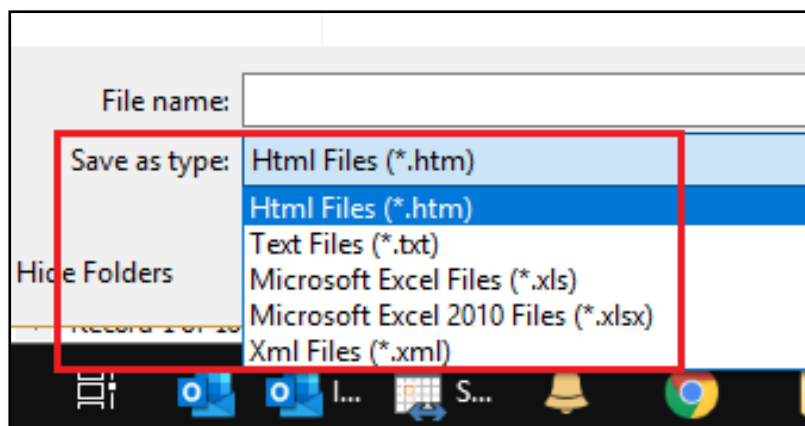 File name:
Save as type: Html Files (*.htm)
Html Files (*.htm)
Text Files (*.txt)
Hide Folders
Microsoft Excel Files (*.xls)
Microsoft Excel 2010 Files (*.xlsx)
Xml Files (*.xml)
I... S...